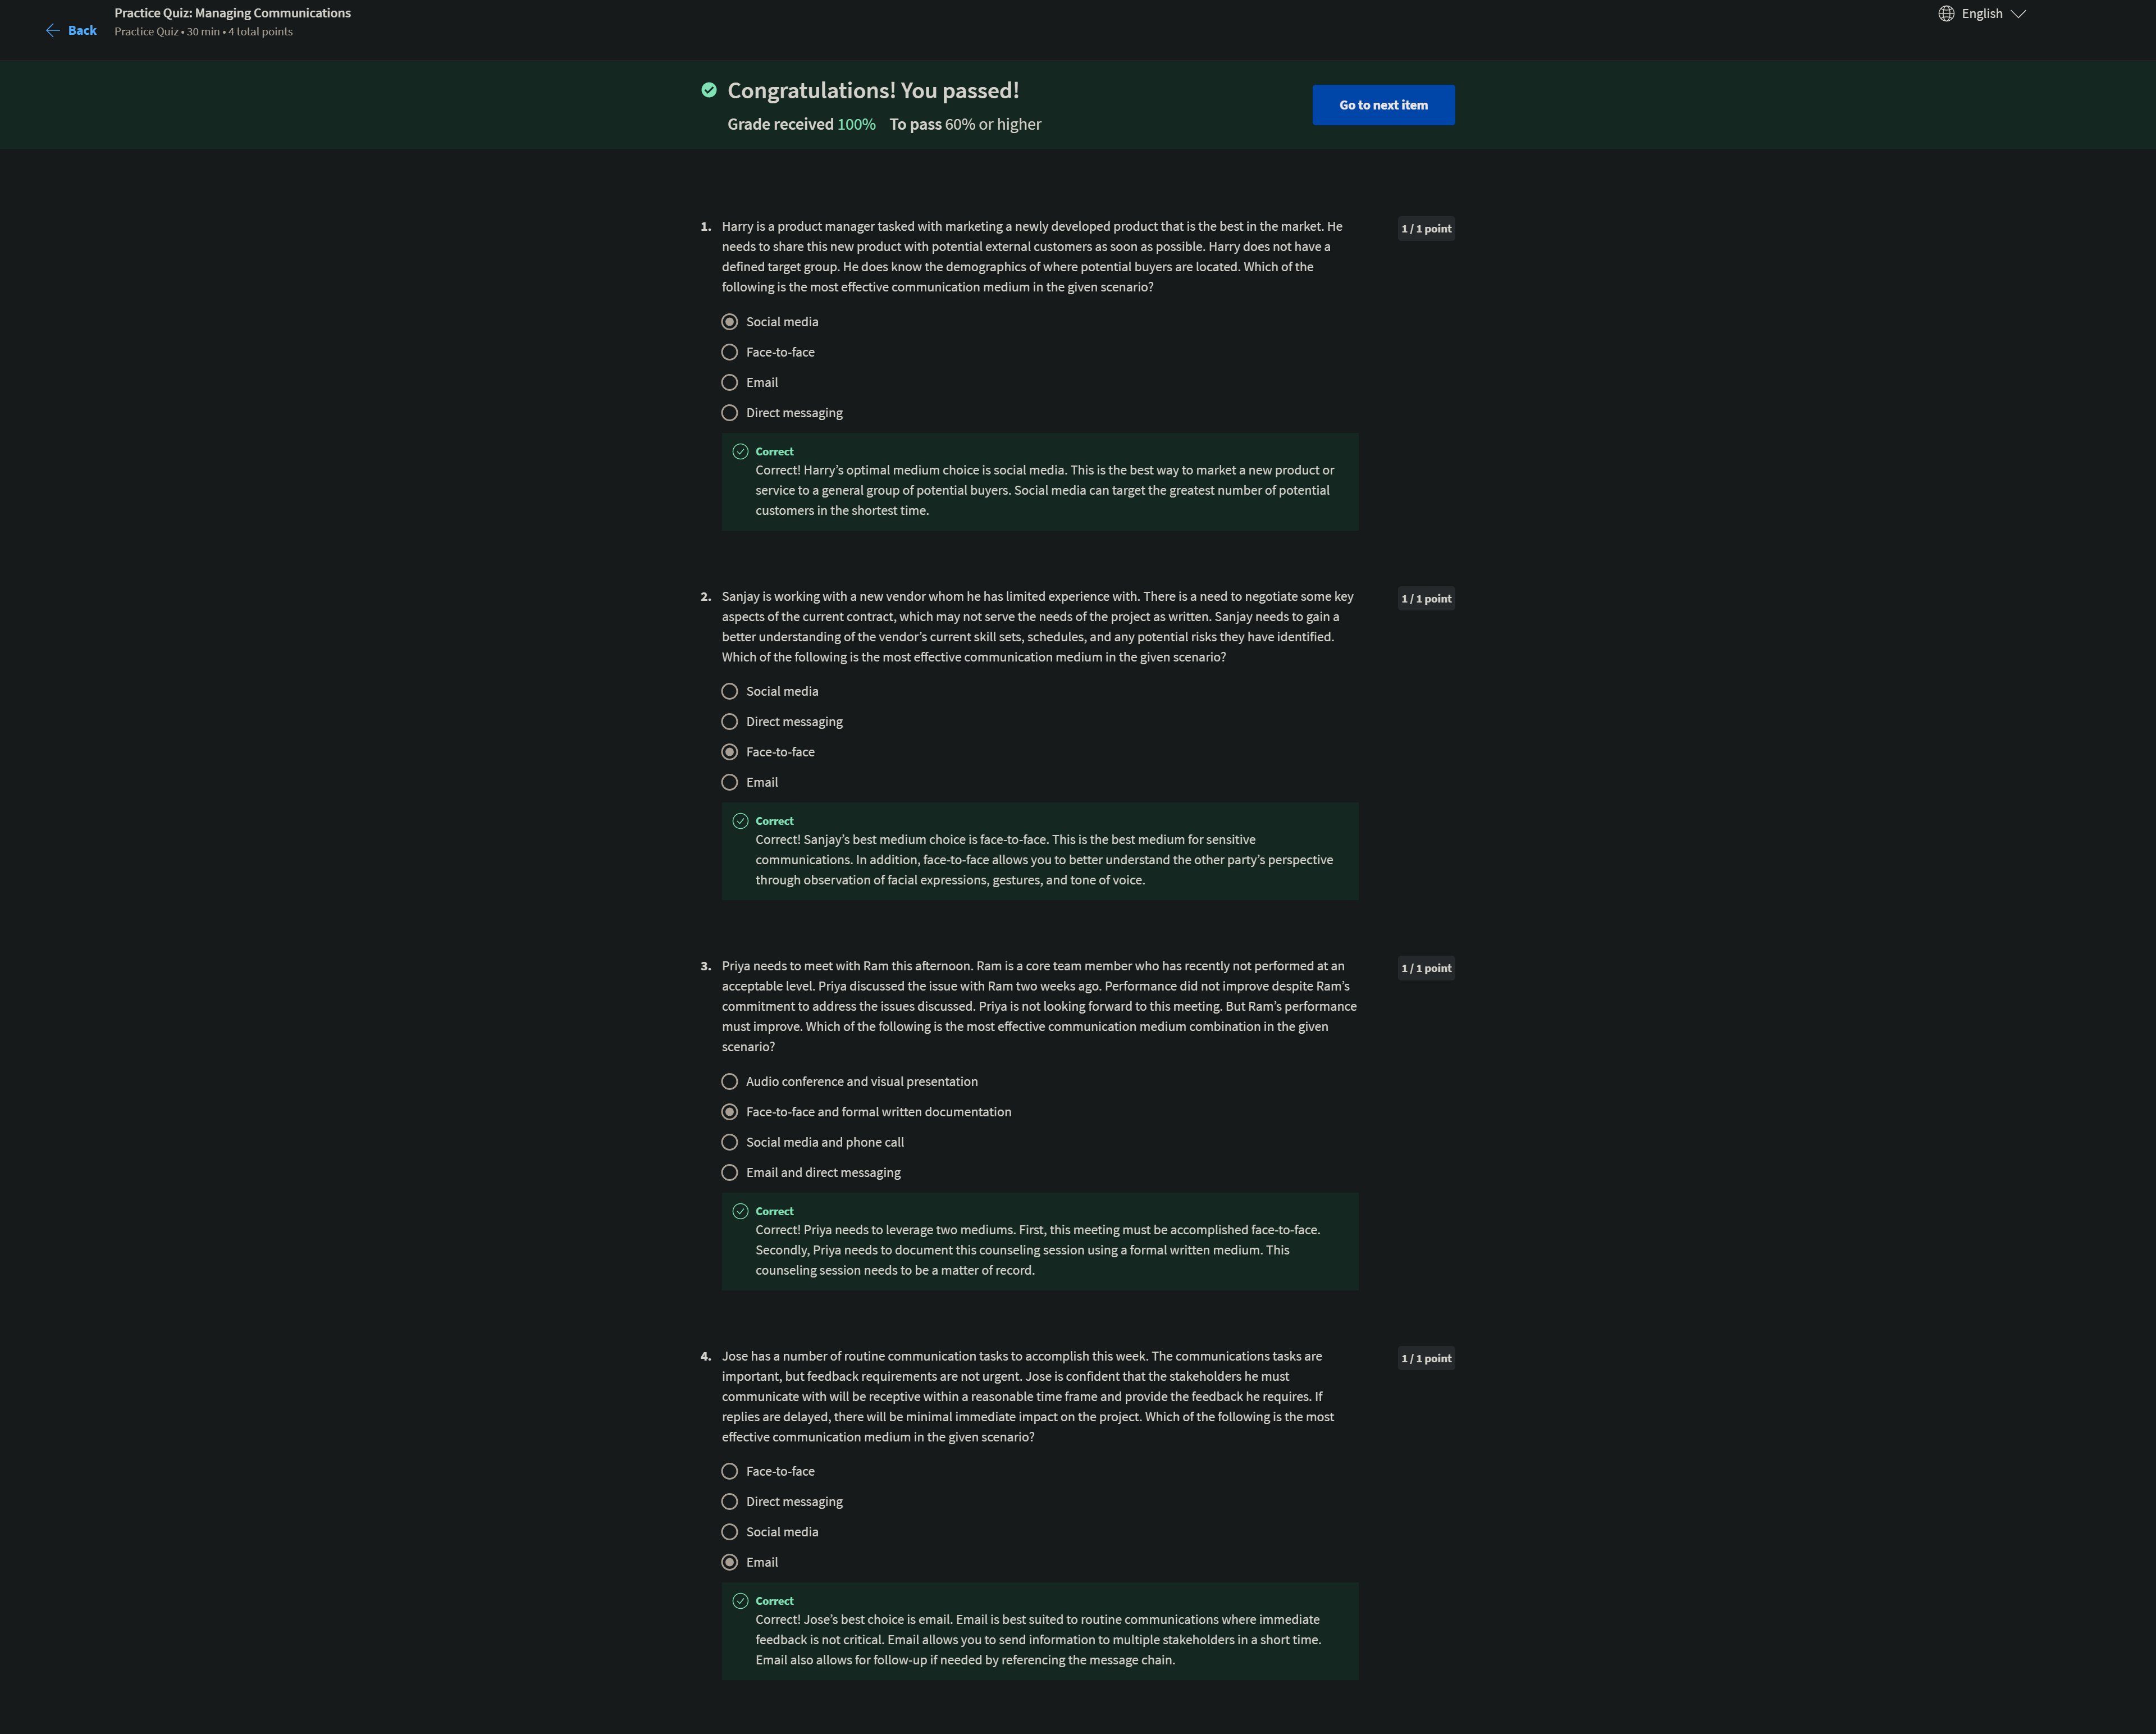 Back
Practice Quiz: Managing Communications
Practice Quiz • 30 min • 4 total points
English
Congratulations! You passed!
Grade received 100% To pass 60% or higher
Go to next item
1. Harry is a product manager tasked with marketing a newly developed product that is the best in the market. He
needs to share this new product with potential external customers as soon as possible. Harry does not have a
defined target group. He does know the demographics of where potential buyers are located. Which of the
following is the most effective communication medium in the given scenario?
1 / 1 point
Social media
Face-to-face
Email
Direct messaging
Correct
Correct! Harry’s optimal medium choice is social media. This is the best way to market a new product or
service to a general group of potential buyers. Social media can target the greatest number of potential
customers in the shortest time.
2. Sanjay is working with a new vendor whom he has limited experience with. There is a need to negotiate some key
aspects of the current contract, which may not serve the needs of the project as written. Sanjay needs to gain a
better understanding of the vendor’s current skill sets, schedules, and any potential risks they have identified.
Which of the following is the most effective communication medium in the given scenario?
1 / 1 point
Social media
Direct messaging
Face-to-face
Email
Correct
Correct! Sanjay’s best medium choice is face-to-face. This is the best medium for sensitive
communications. In addition, face-to-face allows you to better understand the other party’s perspective
through observation of facial expressions, gestures, and tone of voice.
3. Priya needs to meet with Ram this afternoon. Ram is a core team member who has recently not performed at an
acceptable level. Priya discussed the issue with Ram two weeks ago. Performance did not improve despite Ram’s
commitment to address the issues discussed. Priya is not looking forward to this meeting. But Ram’s performance
must improve. Which of the following is the most effective communication medium combination in the given
scenario?
1 / 1 point
Audio conference and visual presentation
Face-to-face and formal written documentation
Social media and phone call
Email and direct messaging
Correct
Correct! Priya needs to leverage two mediums. First, this meeting must be accomplished face-to-face.
Secondly, Priya needs to document this counseling session using a formal written medium. This
counseling session needs to be a matter of record.
4. Jose has a number of routine communication tasks to accomplish this week. The communications tasks are
important, but feedback requirements are not urgent. Jose is confident that the stakeholders he must
communicate with will be receptive within a reasonable time frame and provide the feedback he requires. If
replies are delayed, there will be minimal immediate impact on the project. Which of the following is the most
effective communication medium in the given scenario?
1 / 1 point
Face-to-face
Direct messaging
Social media
Email
Correct
Correct! Jose’s best choice is email. Email is best suited to routine communications where immediate
feedback is not critical. Email allows you to send information to multiple stakeholders in a short time.
Email also allows for follow-up if needed by referencing the message chain.